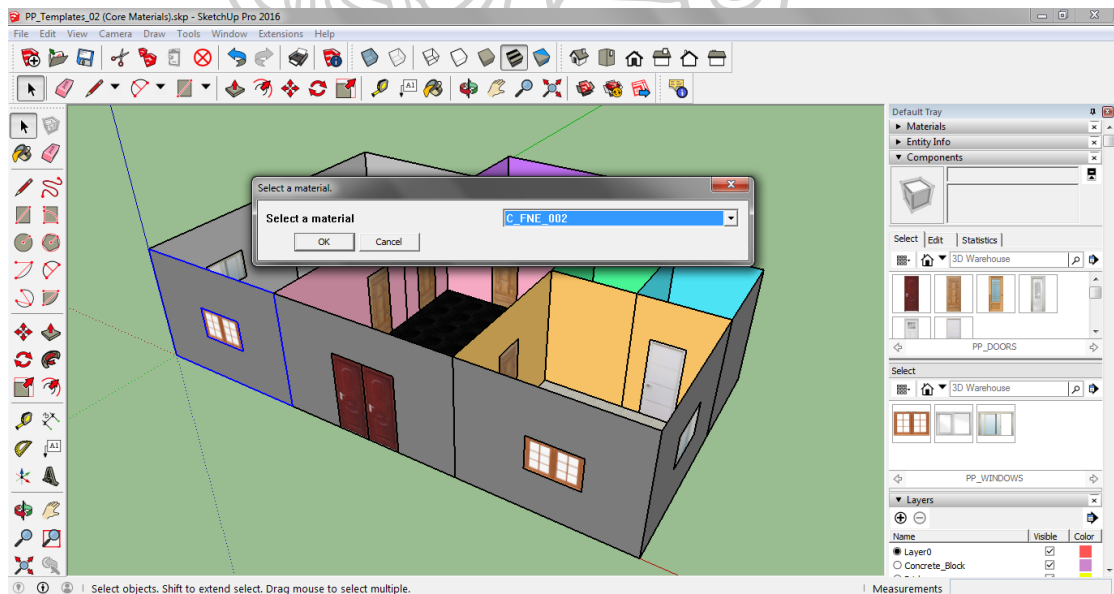 PP_Templates_02 (Core Materials).skp - SketchUp Pro 2016
File Edit View Camera Draw Tools Window Extensions Help
A1
Default Tray
Materials
Entity Info
Components
Select a material.
Select a material
C_FNE_002
OK
Cancel
Select Edit Statistics
3D Warehouse
PP_DOORS
Select
3D Warehouse
A1
PP_WINDOWS
Layers
Name Visible Color
Layer0
Concrete_Block
Select objects. Shift to extend select. Drag mouse to select multiple.
Measurements